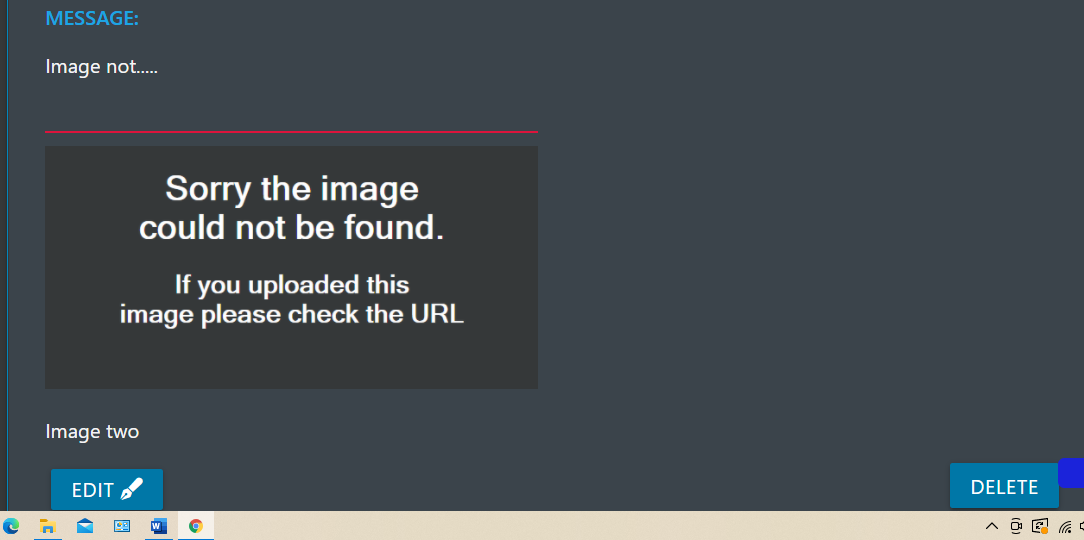 MESSAGE:
Image not.....
Sorry the image
could not be found.
If you uploaded this
image please check the URL
Image two
EDIT
DELETE